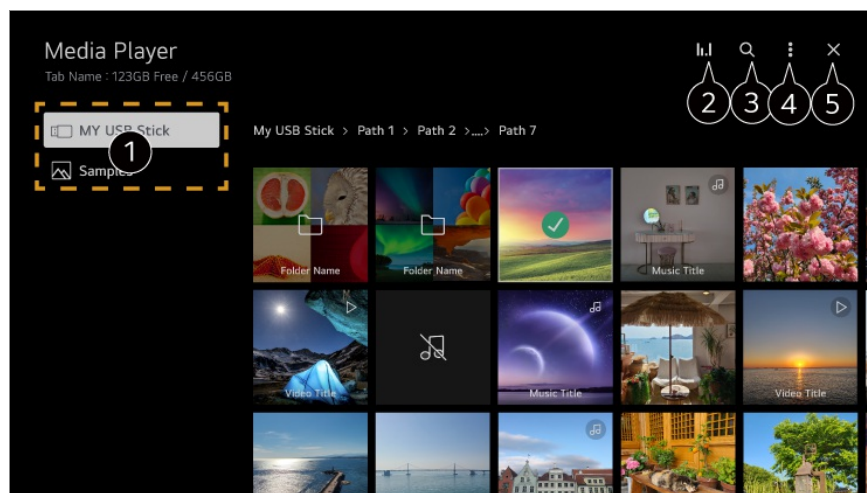 Media Player
Tab Name : 123GB Free / 456GB
2 3 4 5
MY USB Stick
1
Samples
My USB Stick > Path 1 > Path 2 >....> Path 7
Folder Name
Folder Name
Music Title
Video Title
Music Title
Video Title